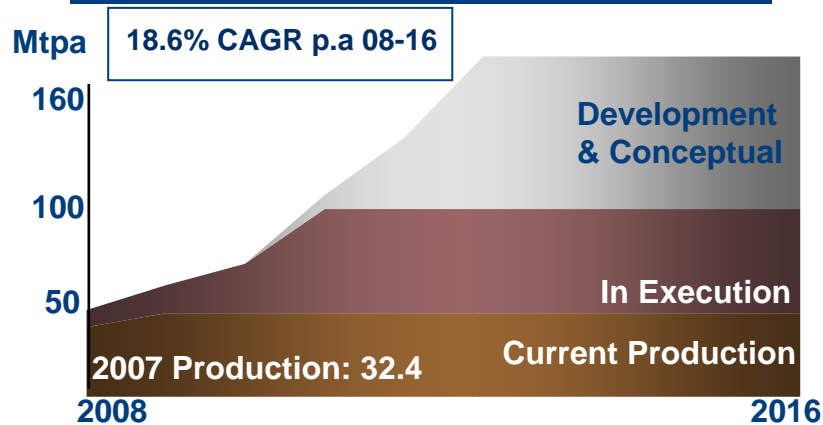 Mtpa
18.6% CAGR p.a 08-16
160
Development
& Conceptual
100
50
In Execution
Current Production
2007 Production: 32.4
2008
2016